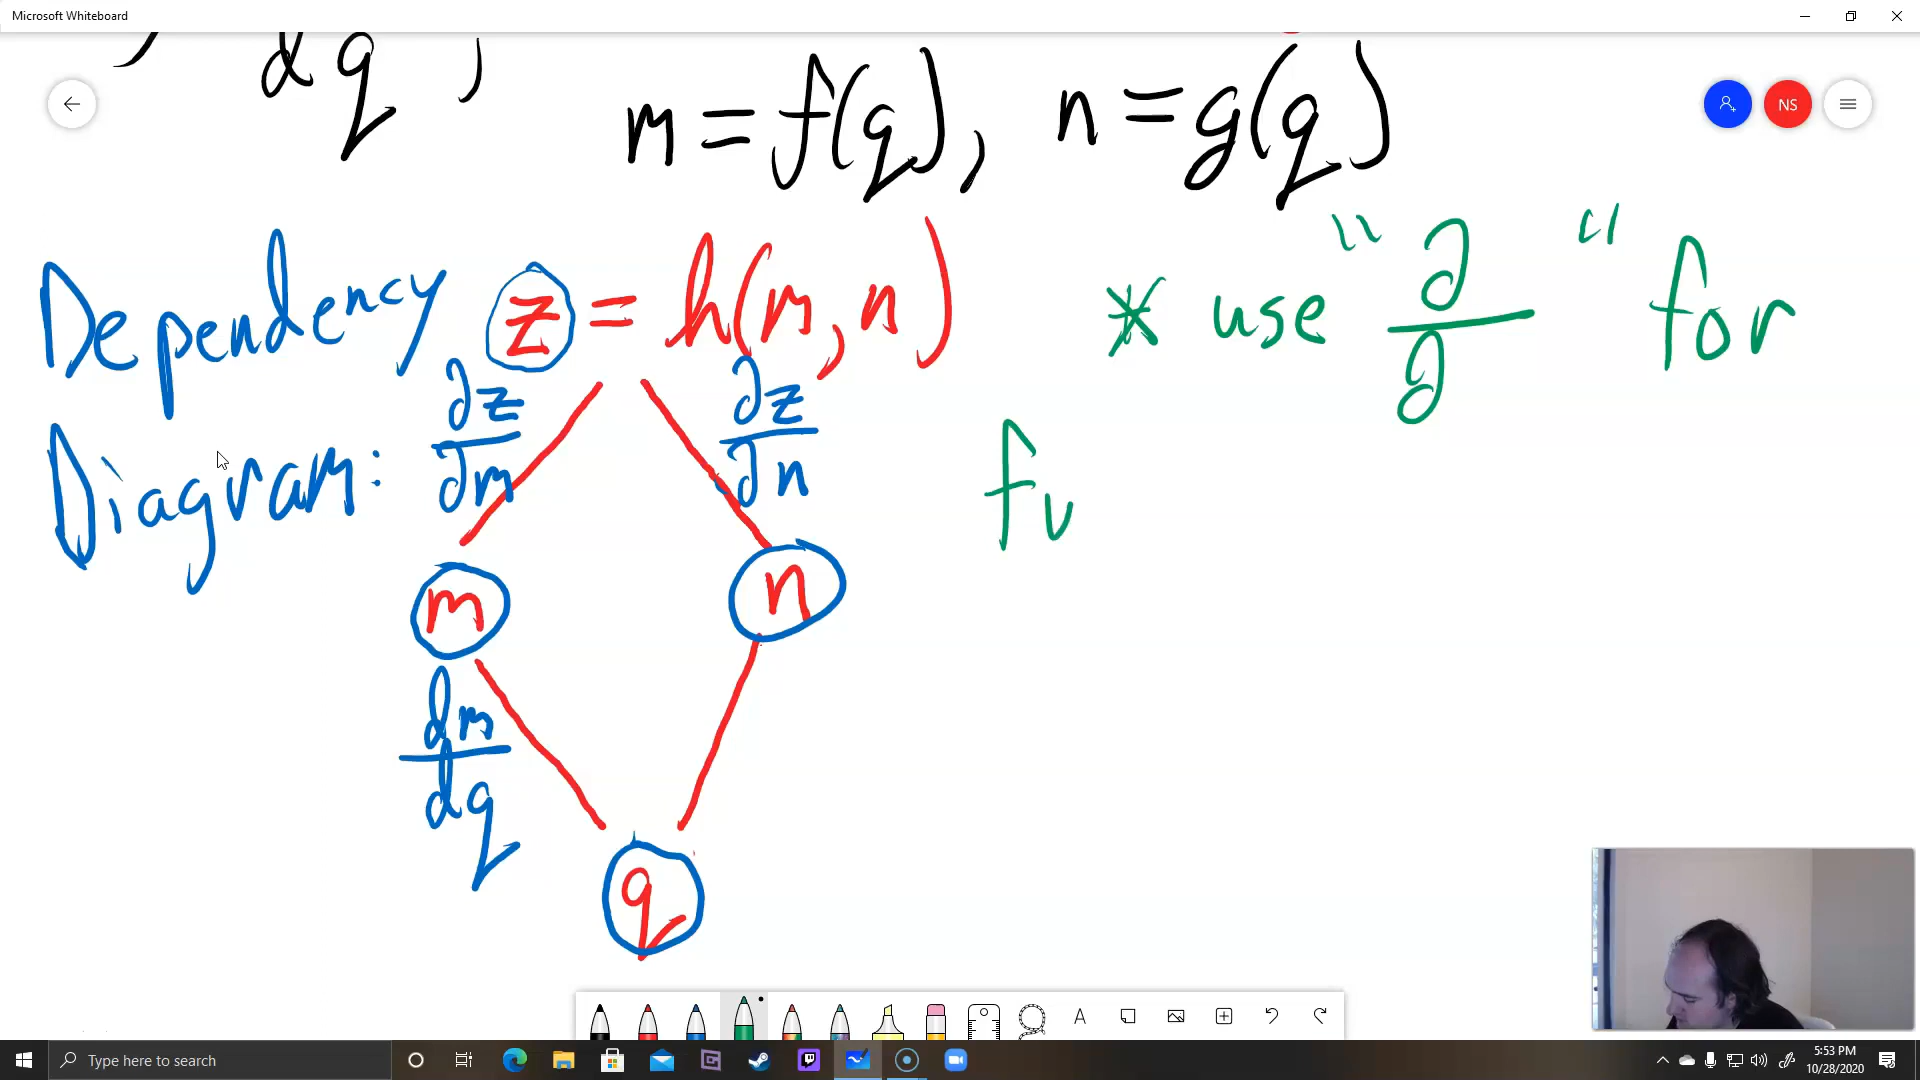 Microsoft Whiteboard
dq ,
m = f(q), n = g(q)
NS
Dependency
Diagram:
z = h(m, n)
∂z/∂m
∂z/∂n
m
n
dm/dq
q
* use "∂/∂" for
fu
A
Type here to search
5:53 PM
10/28/2020